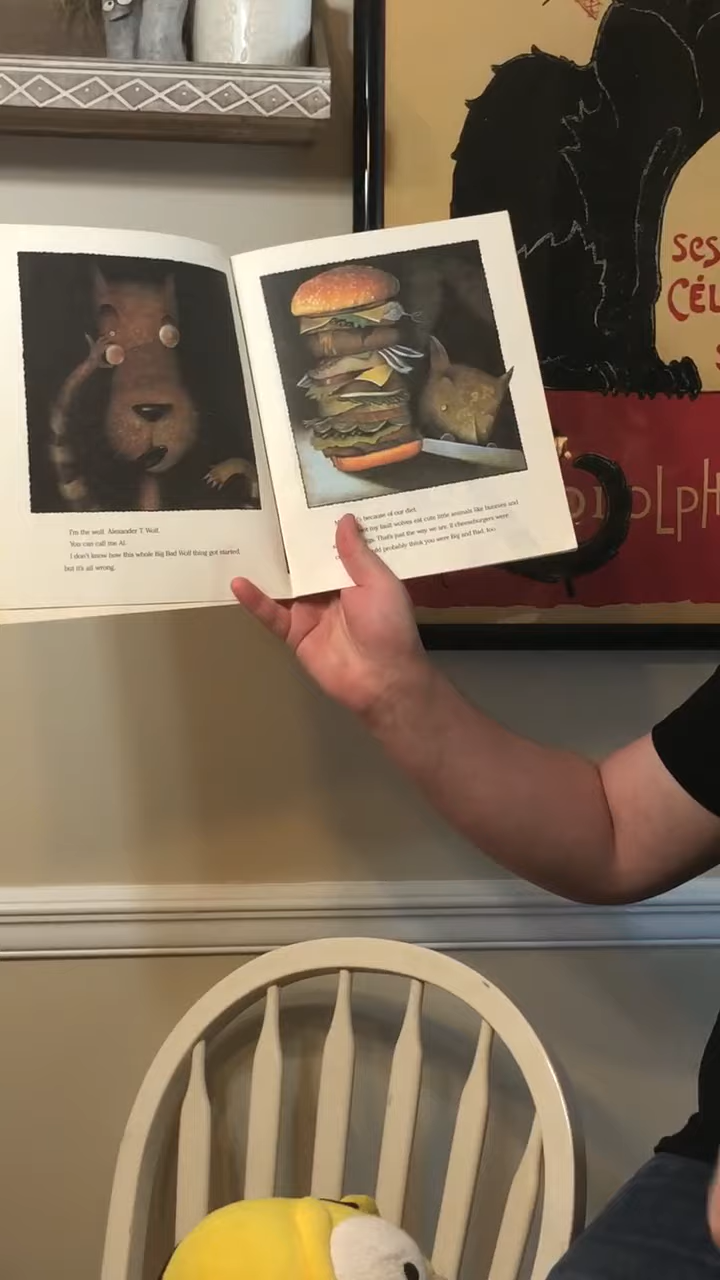 I'm the wolf. Alexander T. Wolf.
You can call me Al.
I don't know how this whole Big Bad Wolf thing got started,
but it's all wrong.
because of our diet.
my fault wolves eat cute little animals like bunnies and
That's just the way we are. If cheeseburgers were
probably think you were Big and Bad, too.
ses
CÉL
S
DOLPH